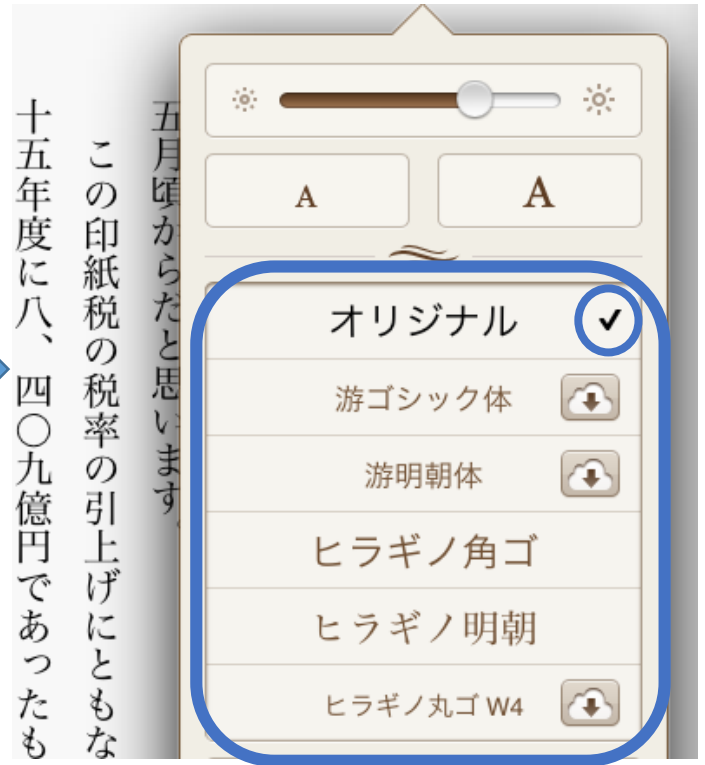 五月頃からだと思います。
この印紙税の税率の引上げにともな
十五年度に八、四〇九億円であったも
A
A
オリジナル
游ゴシック体
游明朝体
ヒラギノ角ゴ
ヒラギノ明朝
ヒラギノ丸ゴ W4